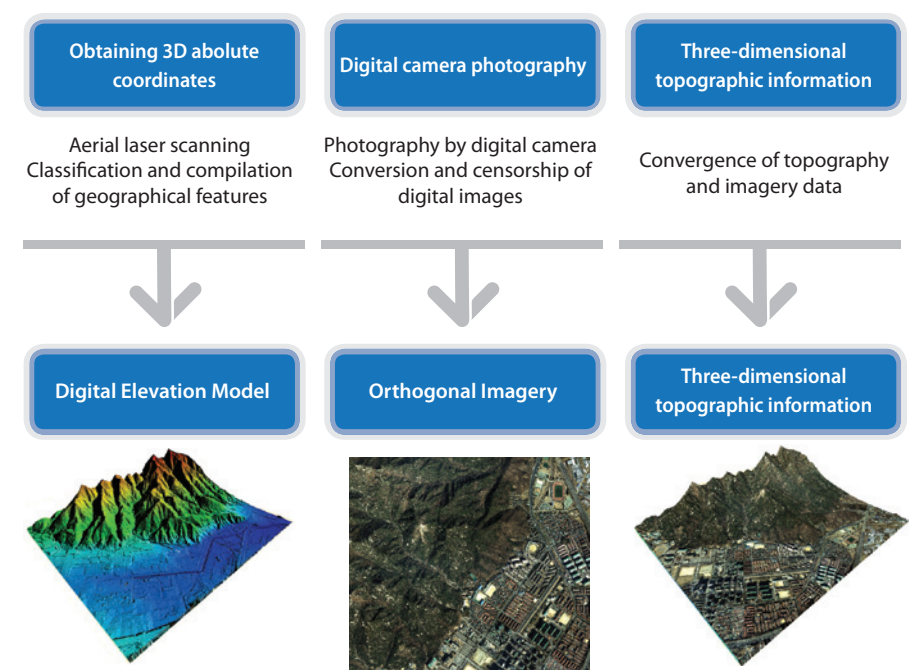 Obtaining 3D abolute
coordinates
Digital camera photography
Three-dimensional
topographic information
Aerial laser scanning
Classification and compilation
of geographical features
Photography by digital camera
Conversion and censorship of
digital images
Convergence of topography
and imagery data
Digital Elevation Model
Orthogonal Imagery
Three-dimensional
topographic information